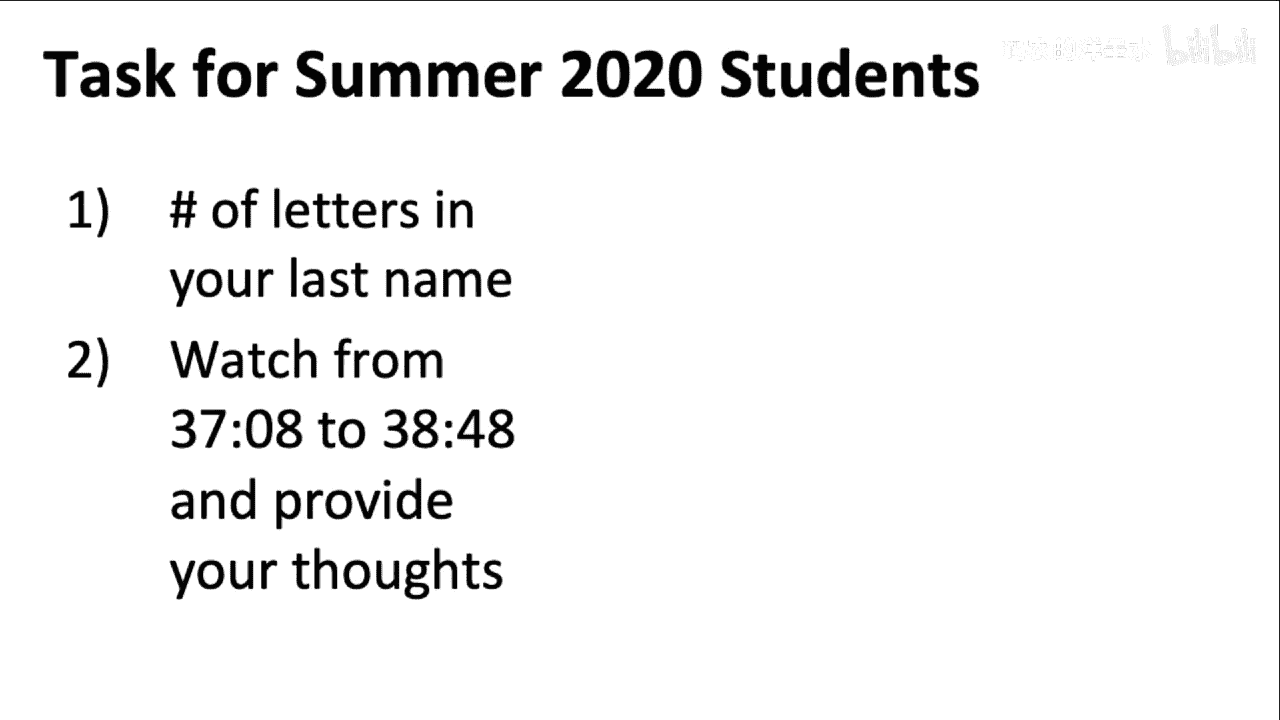 Task for Summer 2020 Students
1) # of letters in
your last name
2) Watch from
37:08 to 38:48
and provide
your thoughts
bilibili